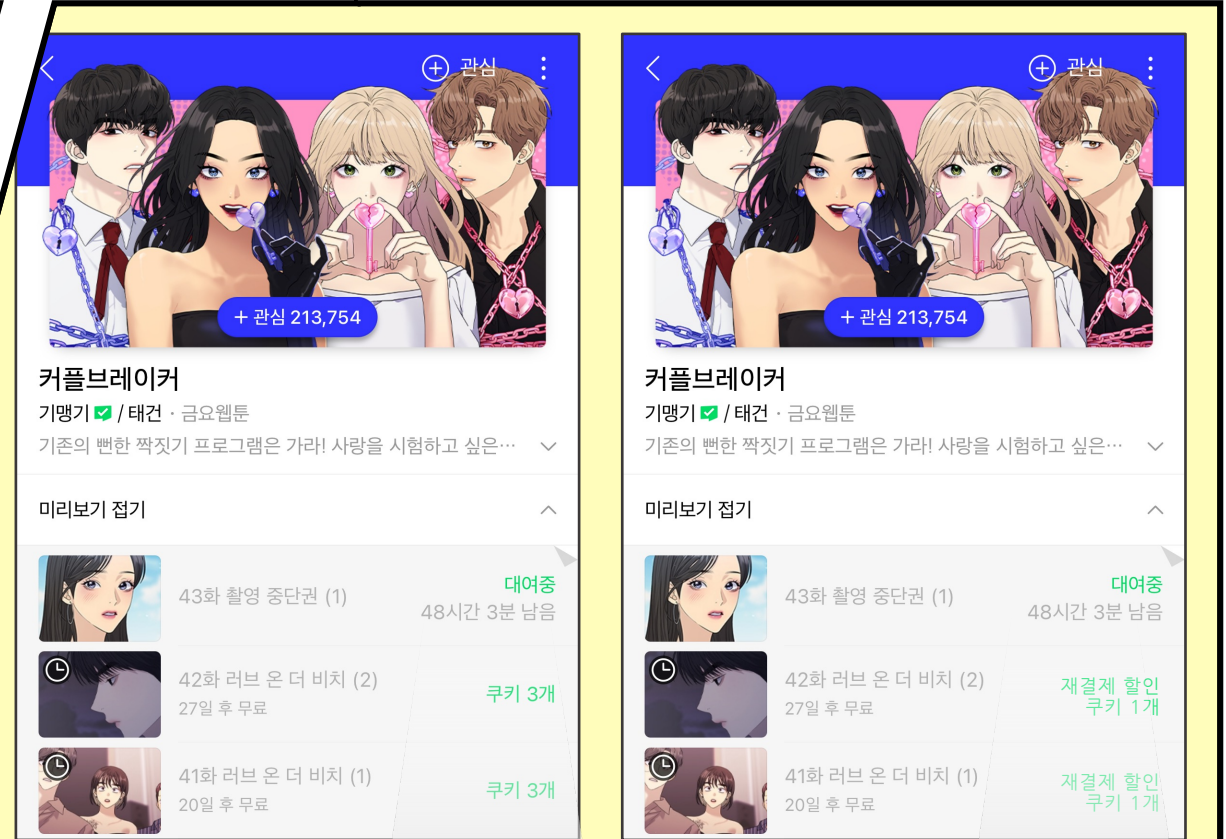 관심
+ 관심 213,754
커플브레이커
기맹기 / 태건 · 금요웹툰
기존의 뻔한 짝짓기 프로그램은 가라! 사랑을 시험하고 싶은…
미리보기 접기
43화 촬영 중단권 (1)
대여중
48시간 3분 남음
42화 러브 온 더 비치 (2)
27일 후 무료
쿠키 3개
41화 러브 온 더 비치 (1)
20일 후 무료
쿠키 3개
관심
+ 관심 213,754
커플브레이커
기맹기 / 태건 · 금요웹툰
기존의 뻔한 짝짓기 프로그램은 가라! 사랑을 시험하고 싶은…
미리보기 접기
43화 촬영 중단권 (1)
대여중
48시간 3분 남음
42화 러브 온 더 비치 (2)
27일 후 무료
재결제 할인
쿠키 1개
41화 러브 온 더 비치 (1)
20일 후 무료
재결제 할인
쿠키 1개